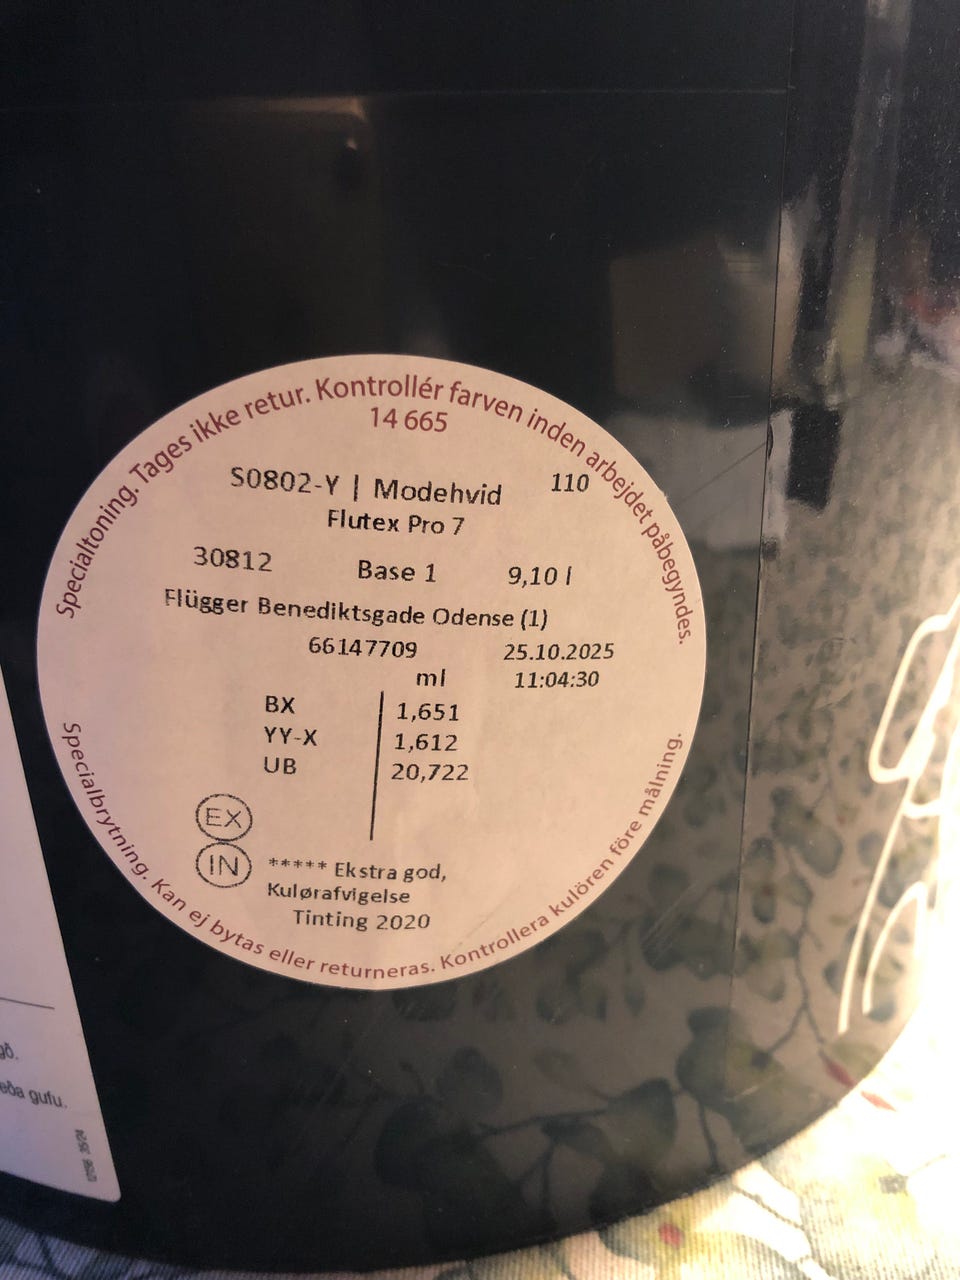 Specialtoning. Tages ikke retur. Kontrollér farven inden arbejdet påbegyndes.
14 665
S0802-Y | Modehvid 110
Flutex Pro 7
30812 Base 1 9,10 l
Flügger Benediktsgade Odense (1)
66147709 25.10.2025
ml 11:04:30
BX 1,651
YY-X 1,612
UB 20,722
EX
IN
***** Ekstra god,
Kulørafvigelse
Tinting 2020
Specialbrytning. Kan ej bytas eller returneras. Kontrollera kulören före målning.
eða gufu.